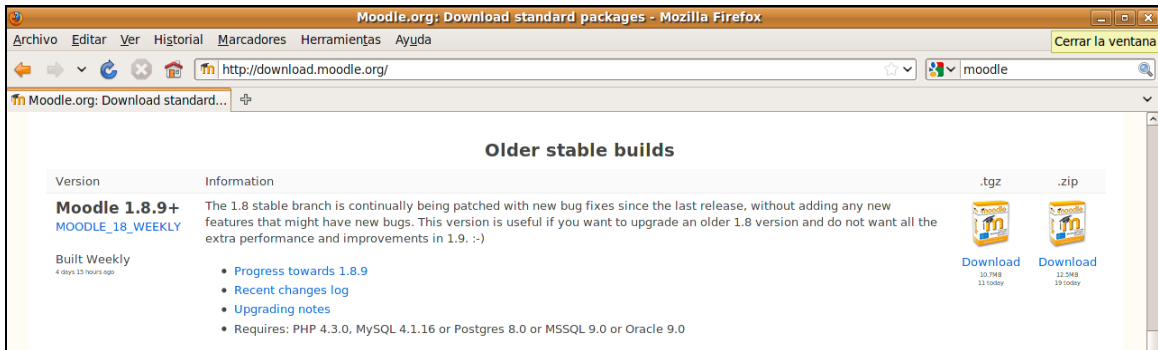 Moodle.org: Download standard packages - Mozilla Firefox
Archivo Editar Ver Historial Marcadores Herramientas Ayuda
Cerrar la ventana
http://download.moodle.org/
moodle
Moodle.org: Download standard...
Older stable builds
Version Information .tgz .zip
Moodle 1.8.9+
MOODLE_18_WEEKLY
Built Weekly
4 days 15 hours ago
The 1.8 stable branch is continually being patched with new bug fixes since the last release, without adding any new
features that might have new bugs. This version is useful if you want to upgrade an older 1.8 version and do not want all the
extra performance and improvements in 1.9. :-)
• Progress towards 1.8.9
• Recent changes log
• Upgrading notes
• Requires: PHP 4.3.0, MySQL 4.1.16 or Postgres 8.0 or MSSQL 9.0 or Oracle 9.0
moodle
Download
10.7MB
11 today
moodle
Download
12.5MB
19 today